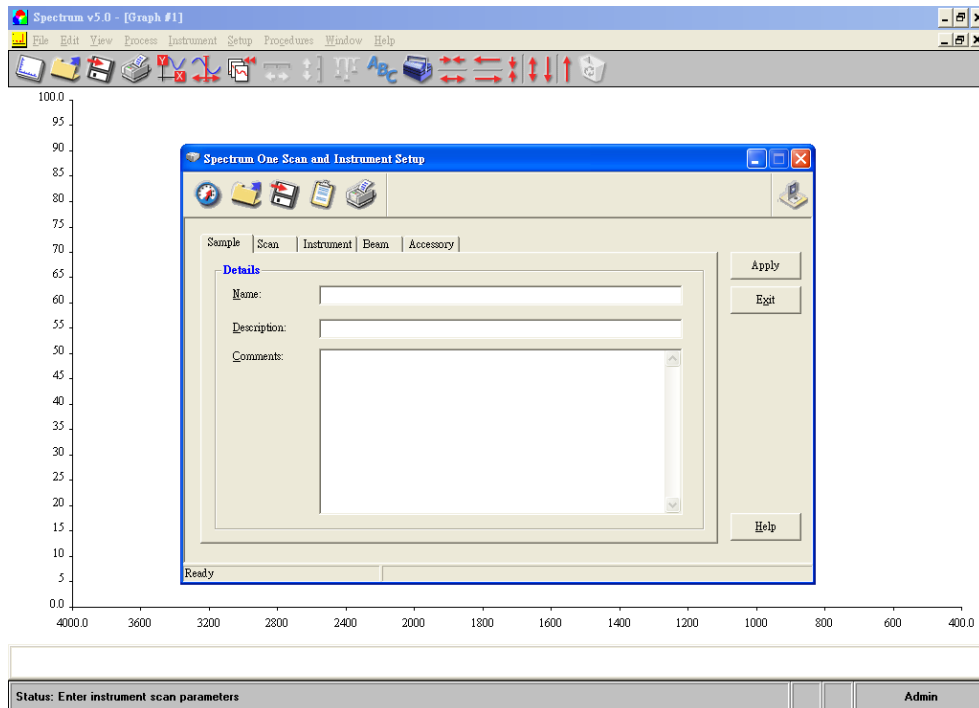 Spectrum v5.0 - [Graph #1]
File Edit View Process Instrument Setup Procedures Window Help
Y X ABC
Spectrum One Scan and Instrument Setup
Sample Scan Instrument Beam Accessory
Details
Name:
Description:
Comments:
Apply
Exit
Help
Ready
100.0
95
90
85
80
75
70
65
60
55
50
45
40
35
30
25
20
15
10
5
0.0
4000.0 3600 3200 2800 2400 2000 1800 1600 1400 1200 1000 800 600 400.0
Status: Enter instrument scan parameters Admin